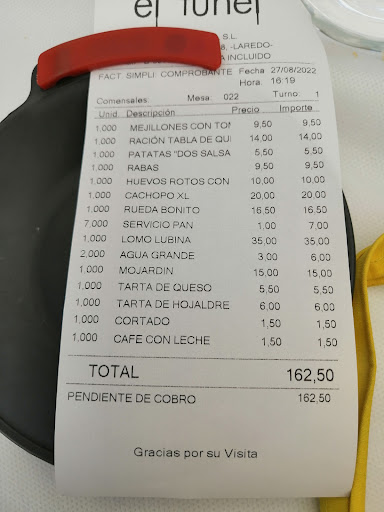 el túnel
S.L.
8, -LAREDO-
INCLUIDO
FACT. SIMPLI. COMPROBANTE Fecha 27/08/2022
Hora 16:19
Comensales: Mesa: 022 Turno: 1
Unid Descripción Precio Importe
1,000 MEJILLONES CON TOM 9,50 9,50
1,000 RACIÓN TABLA DE QUE 14,00 14,00
1,000 PATATAS "DOS SALSA 5,50 5,50
1,000 RABAS 9,50 9,50
1,000 HUEVOS ROTOS CON 10,00 10,00
1,000 CACHOPO XL 20,00 20,00
1,000 RUEDA BONITO 16,50 16,50
7,000 SERVICIO PAN 1,00 7,00
1,000 LOMO LUBINA 35,00 35,00
2,000 AGUA GRANDE 3,00 6,00
1,000 MOJARDIN 15,00 15,00
1,000 TARTA DE QUESO 5,50 5,50
1,000 TARTA DE HOJALDRE 6,00 6,00
1,000 CORTADO 1,50 1,50
1,000 CAFE CON LECHE 1,50 1,50
TOTAL 162,50
PENDIENTE DE COBRO 162,50
Gracias por su Visita